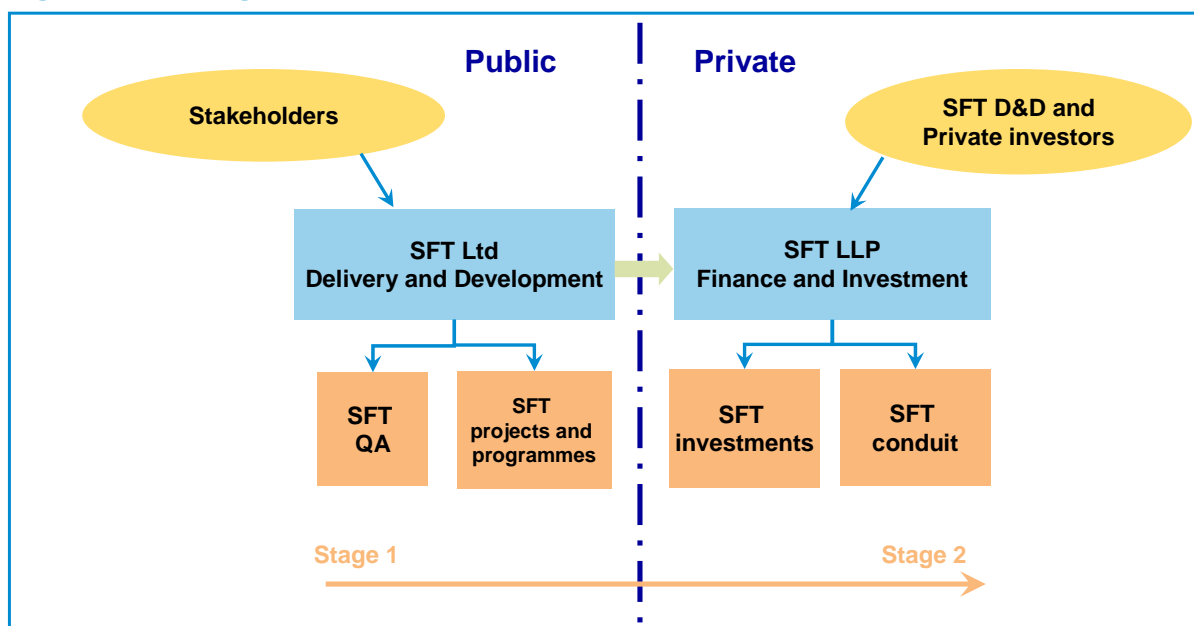 Public
Private
Stakeholders
SFT D&D and
Private investors
SFT Ltd
Delivery and Development
SFT LLP
Finance and Investment
SFT
QA
SFT
projects and
programmes
SFT
investments
SFT
conduit
Stage 1
Stage 2